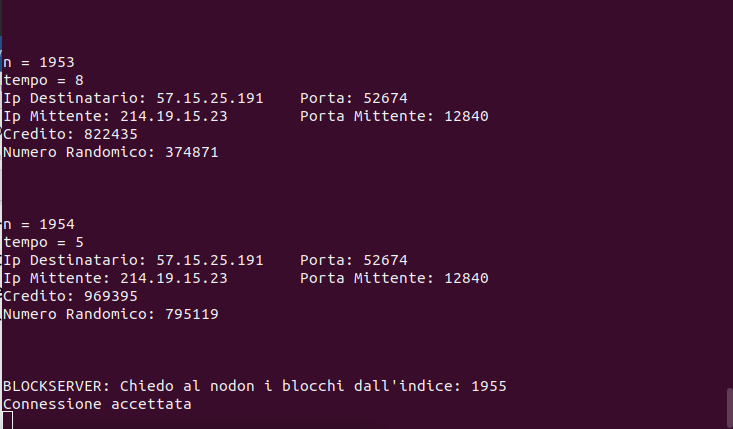 n = 1953
tempo = 8
Ip Destinatario: 57.15.25.191    Porta: 52674
Ip Mittente: 214.19.15.23        Porta Mittente: 12840
Credito: 822435
Numero Randomico: 374871
n = 1954
tempo = 5
Ip Destinatario: 57.15.25.191    Porta: 52674
Ip Mittente: 214.19.15.23        Porta Mittente: 12840
Credito: 969395
Numero Randomico: 795119
BLOCKSERVER: Chiedo al nodon i blocchi dall'indice: 1955
Connessione accettata